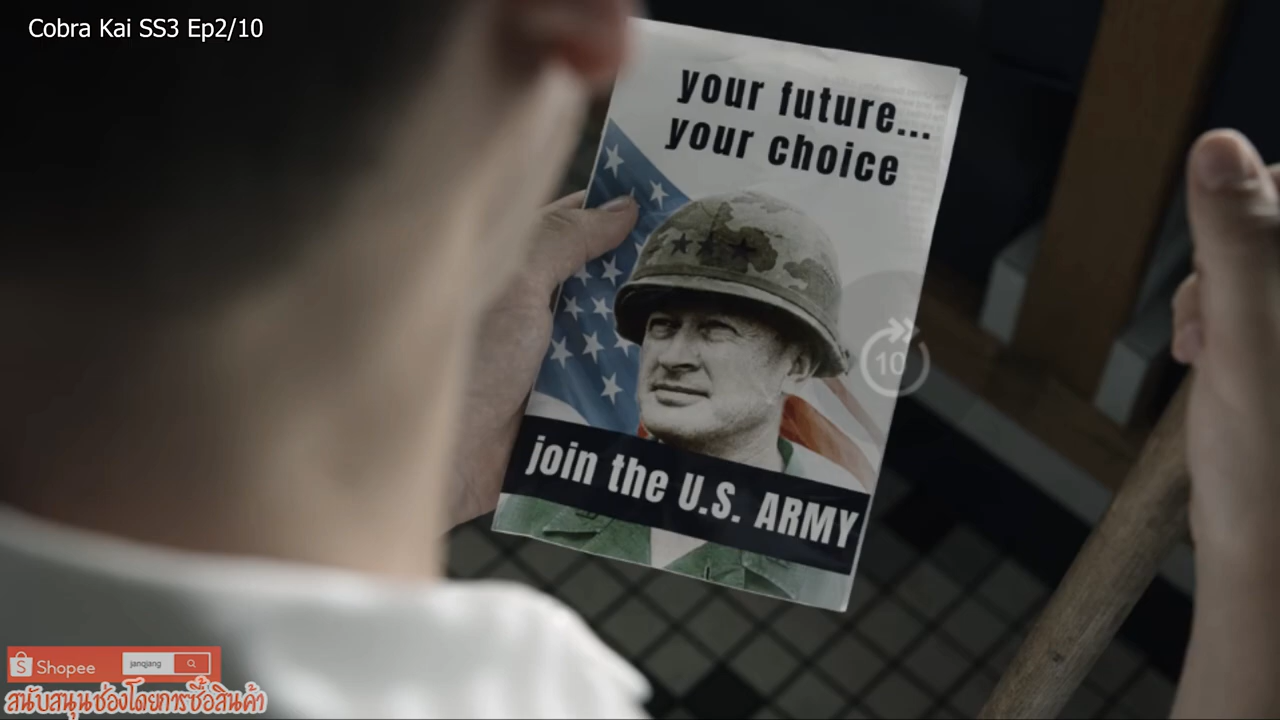 Cobra Kai SS3 Ep2/10
your future...
your choice
10
join the U.S. ARMY
Shopee
janqjang
สนับสนุนช่องโดยการซื้อสินค้า